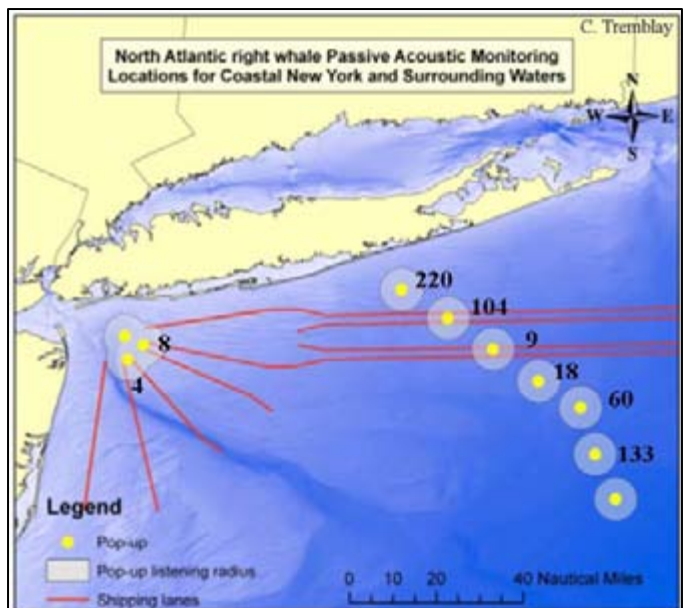 C. Tremblay
North Atlantic right whale Passive Acoustic Monitoring
Locations for Coastal New York and Surrounding Waters
N
W E
S
220
104
8
9
4
18
60
133
Legend
Pop-up
Pop-up listening radius
Shipping lanes
0 10 20 40 Nautical Miles